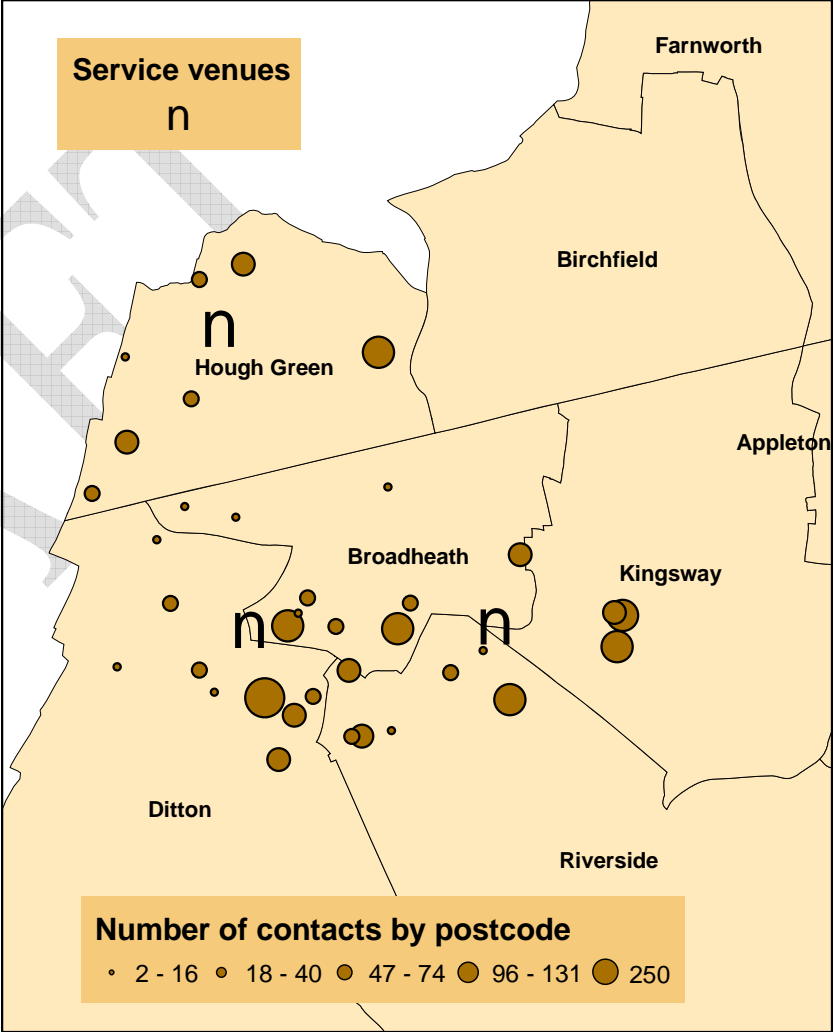 Farnworth
Service venues
n
Birchfield
n
Hough Green
Appleton
Broadheath
Kingsway
n
n
Ditton
Riverside
Number of contacts by postcode
2 - 16 18 - 40 47 - 74 96 - 131 250